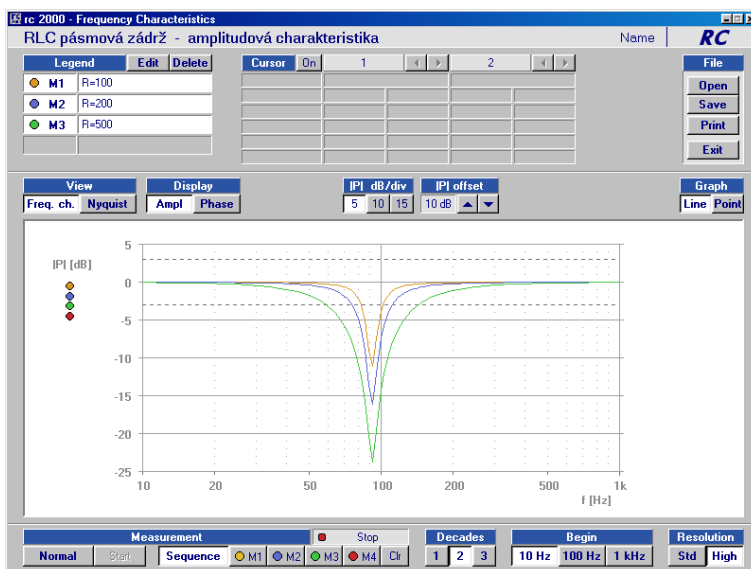 rc 2000 - Frequency Characteristics
RLC pásmová zádrž - amplitudová charakteristika Name RC
Legend Edit Delete Cursor On 1 2 File
M1 R=100
M2 R=200
M3 R=500
Open
Save
Print
Exit
View Display |P| dB/div |P| offset Graph
Freq. ch. Nyquist Ampl Phase 5 10 15 10 dB Line Point
|P| [dB]
5
0
-5
-10
-15
-20
-25
10 20 50 100 200 500 1k
f [Hz]
Measurement Stop Decades Begin Resolution
Normal Start Sequence M1 M2 M3 M4 Clr 1 2 3 10 Hz 100 Hz 1 kHz Std High